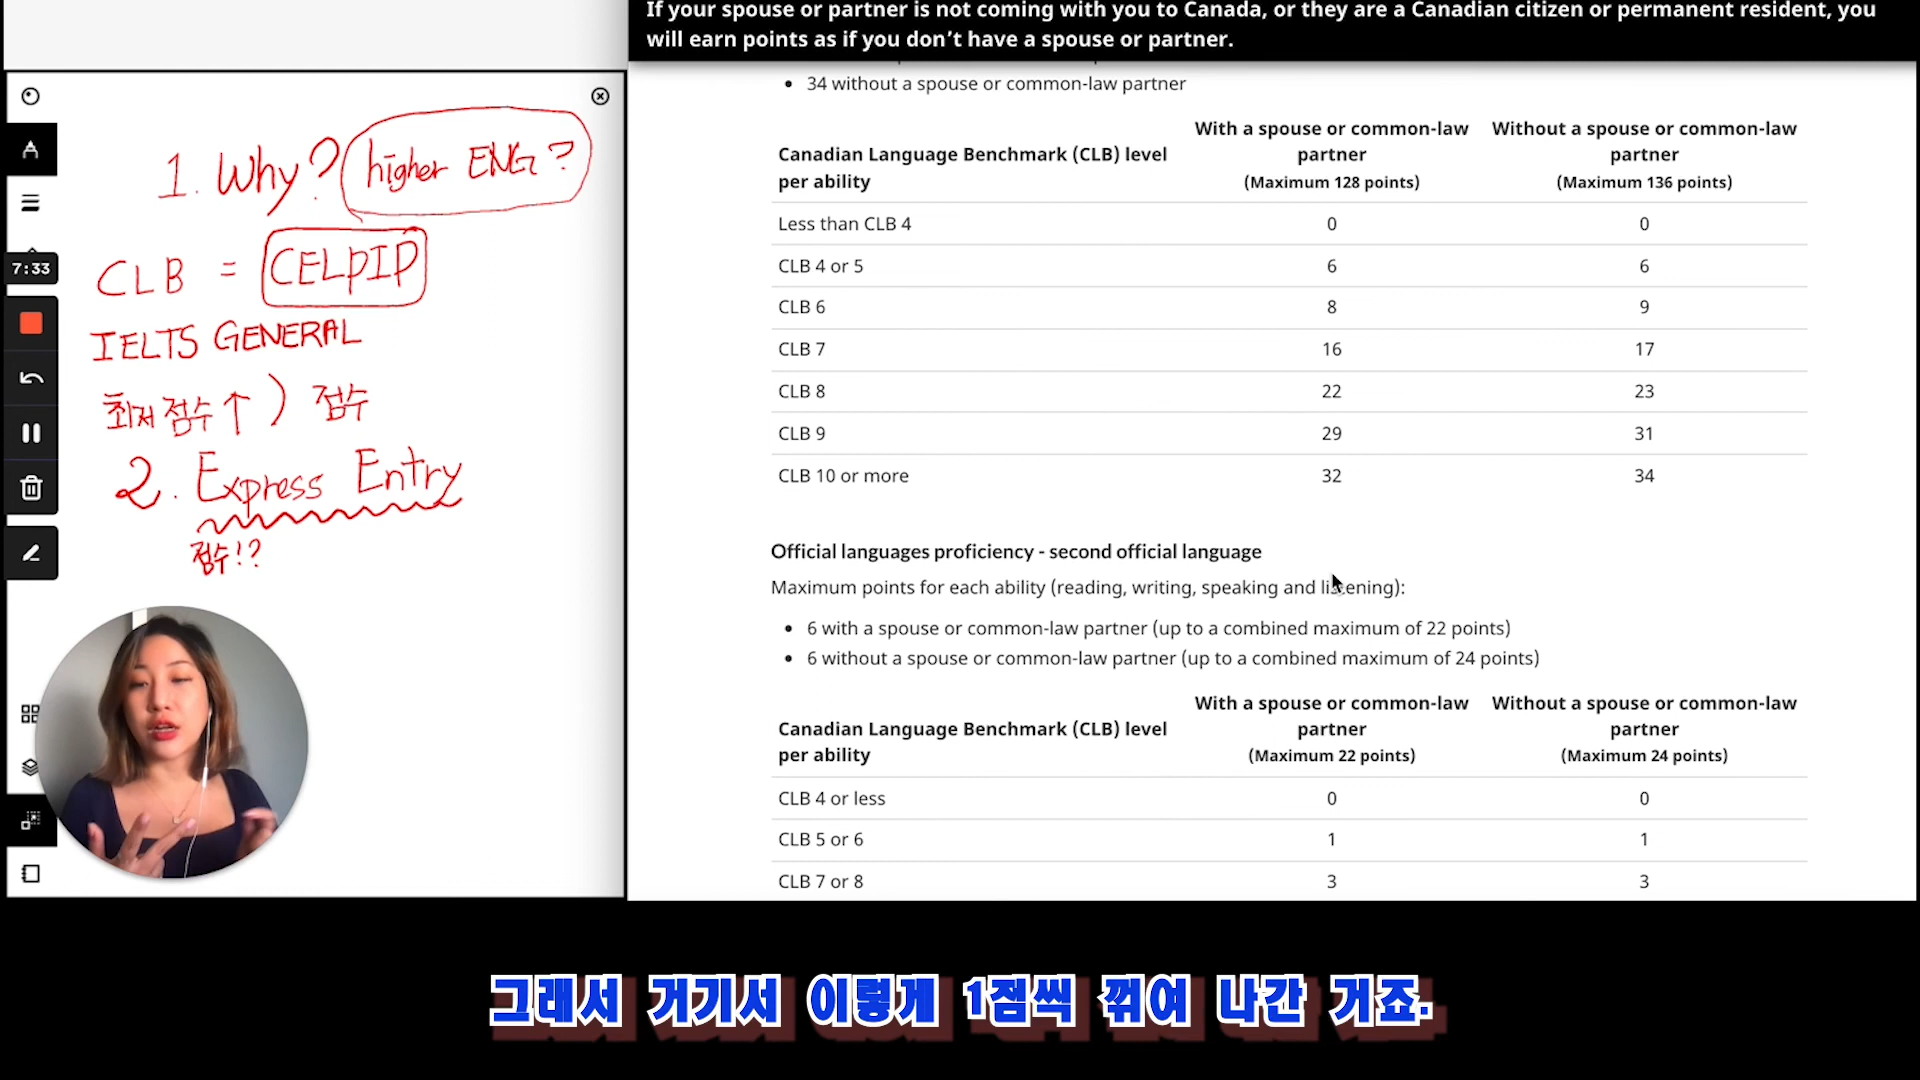 If your spouse or partner is not coming with you to Canada, or they are a Canadian citizen or permanent resident, you
will earn points as if you don't have a spouse or partner.
1. Why? higher ENG?
CLB = CELPIP
IELTS GENERAL
최저점수↑ ) 점수
2. Express Entry
점수!?
7:33
• 34 without a spouse or common-law partner
Canadian Language Benchmark (CLB) level
per ability
With a spouse or common-law
partner
(Maximum 128 points)
Without a spouse or common-law
partner
(Maximum 136 points)
Less than CLB 4 0 0
CLB 4 or 5 6 6
CLB 6 8 9
CLB 7 16 17
CLB 8 22 23
CLB 9 29 31
CLB 10 or more 32 34
Official languages proficiency - second official language
Maximum points for each ability (reading, writing, speaking and listening):
• 6 with a spouse or common-law partner (up to a combined maximum of 22 points)
• 6 without a spouse or common-law partner (up to a combined maximum of 24 points)
Canadian Language Benchmark (CLB) level
per ability
With a spouse or common-law
partner
(Maximum 22 points)
Without a spouse or common-law
partner
(Maximum 24 points)
CLB 4 or less 0 0
CLB 5 or 6 1 1
CLB 7 or 8 3 3
그래서 거기서 이렇게 1점씩 꺾여 나간 거죠.